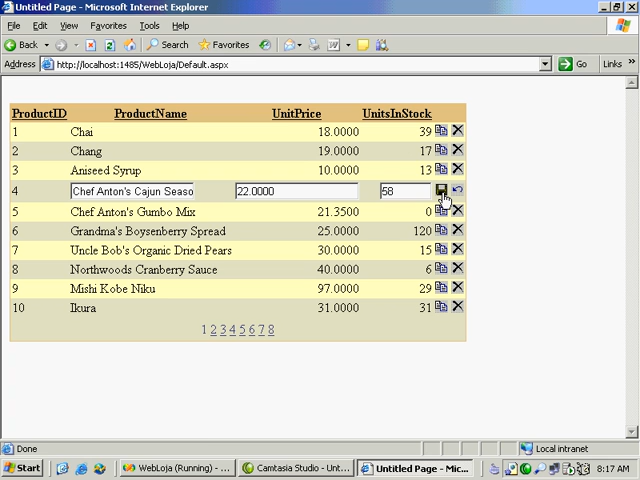 Untitled Page - Microsoft Internet Explorer
File Edit View Favorites Tools Help
Back Search Favorites
Address http://localhost:1485/WebLoja/Default.aspx Go Links »
ProductID ProductName UnitPrice UnitsInStock
1 Chai 18.0000 39
2 Chang 19.0000 17
3 Aniseed Syrup 10.0000 13
4 Chef Anton's Cajun Seaso 22.0000 58
5 Chef Anton's Gumbo Mix 21.3500 0
6 Grandma's Boysenberry Spread 25.0000 120
7 Uncle Bob's Organic Dried Pears 30.0000 15
8 Northwoods Cranberry Sauce 40.0000 6
9 Mishi Kobe Niku 97.0000 29
10 Ikura 31.0000 31
1 2 3 4 5 6 7 8
Done Local intranet
Start WebLoja (Running) - ... Camtasia Studio - Unt... Untitled Page - Mic... 8:17 AM